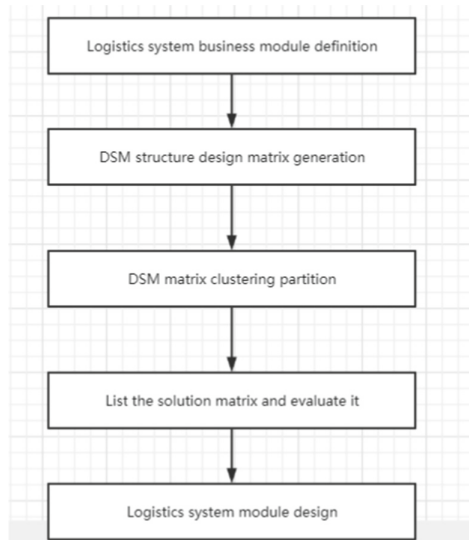 Logistics system business module definition
DSM structure design matrix generation
DSM matrix clustering partition
List the solution matrix and evaluate it
Logistics system module design